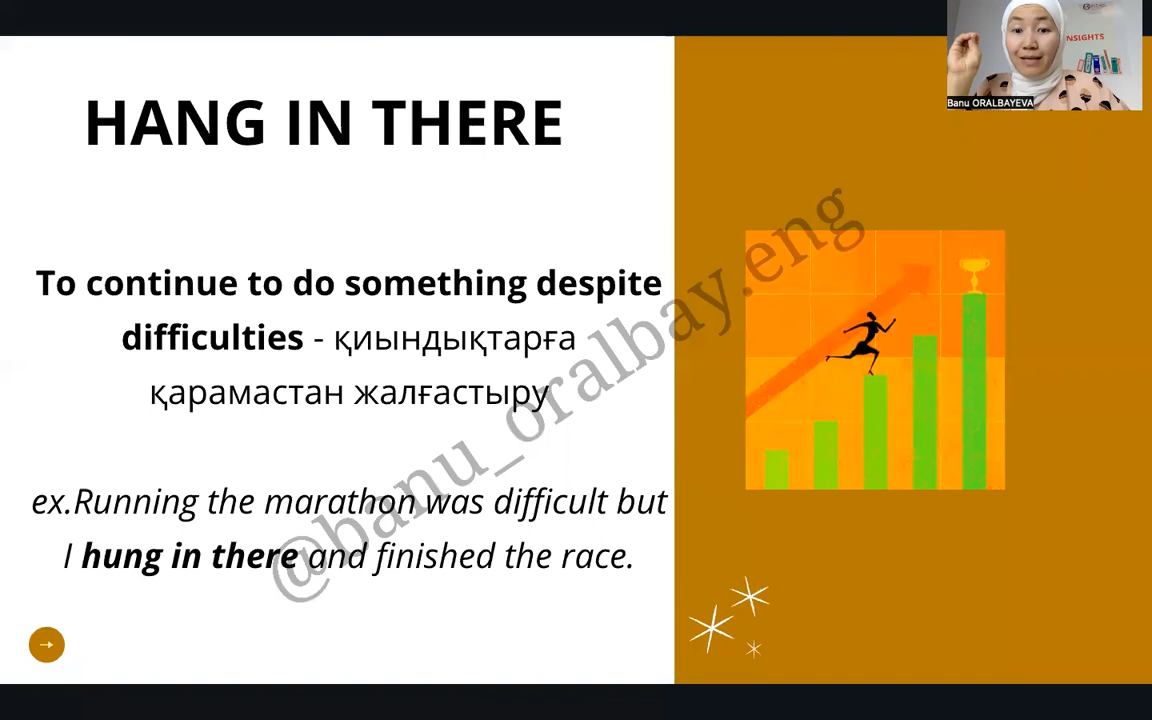 HANG IN THERE
To continue to do something despite
difficulties - қиындықтарға
қарамастан жалғастыру
ex.Running the marathon was difficult but
I hung in there and finished the race.
@banu_oralbay.eng
NSIGHTS
Banu ORALBAYEVA